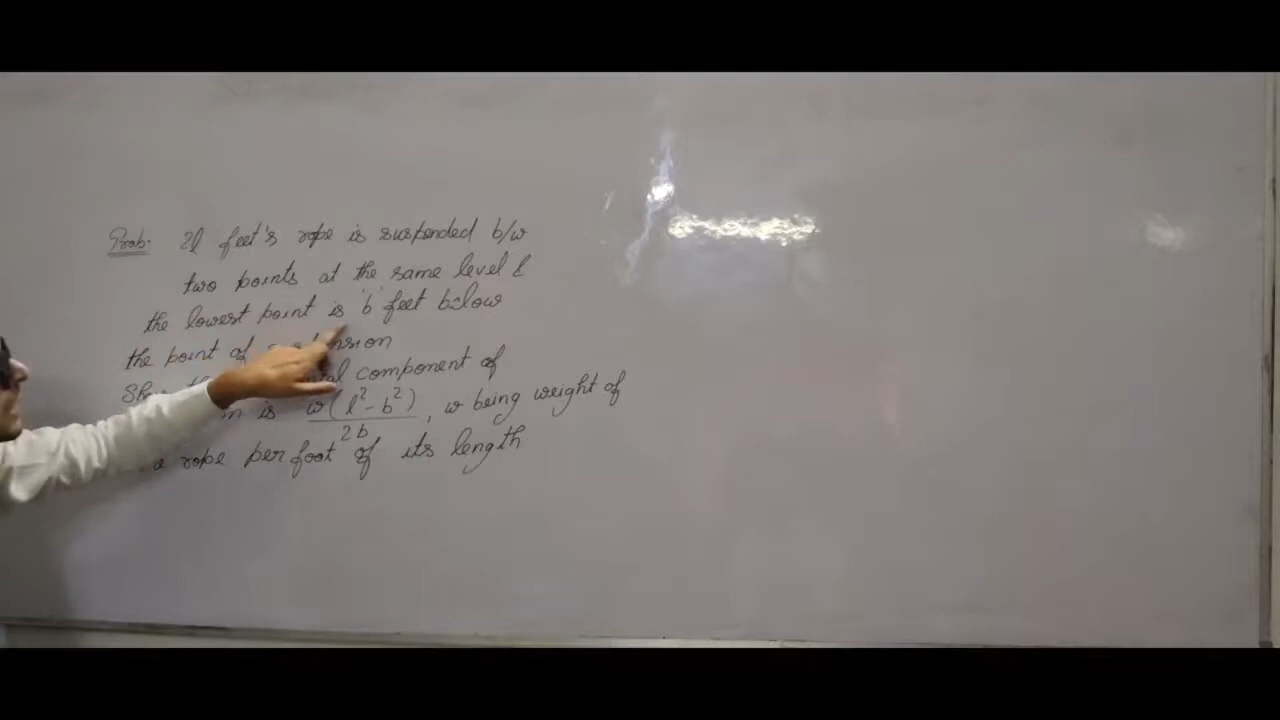 Prob. 2l feet's rope is suspended b/w
two points at the same level &
the lowest point is 'b' feet below
the point of
component of
is w(l² - b²) / 2b, w being weight of
rope per foot of its length